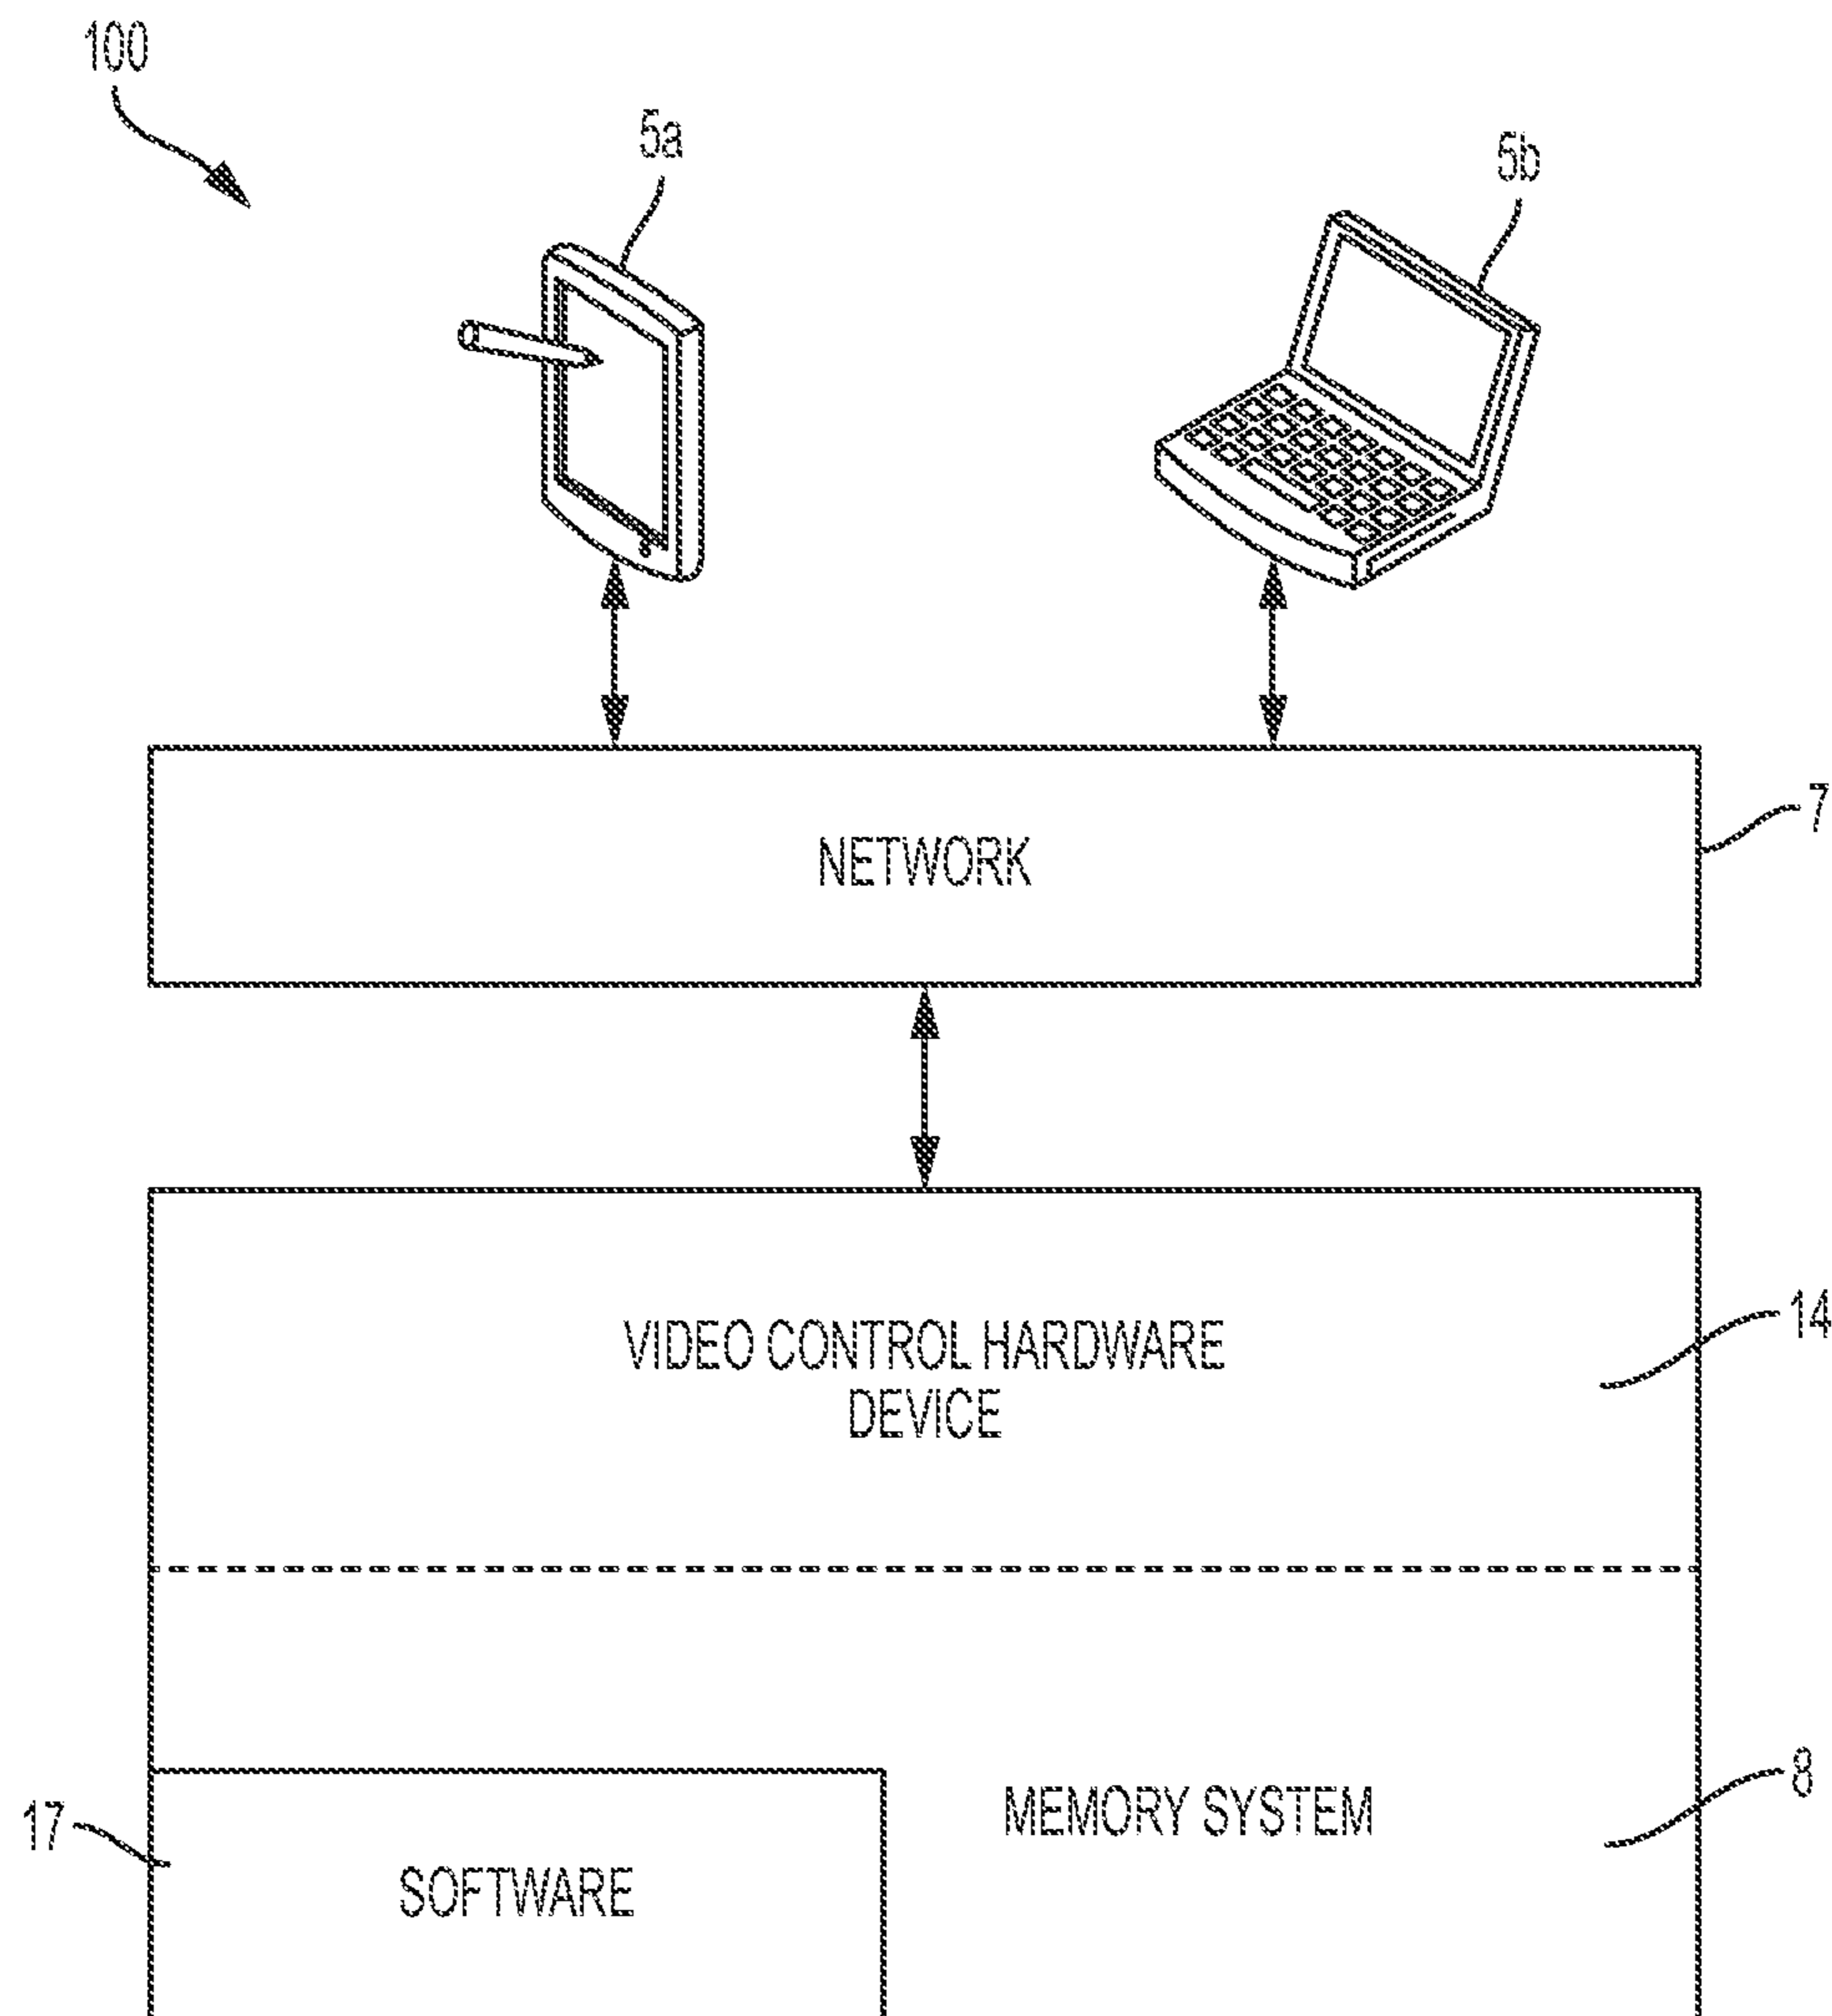 100
5a
5b
NETWORK
7
VIDEO CONTROL HARDWARE
DEVICE
14
MEMORY SYSTEM
8
17
SOFTWARE